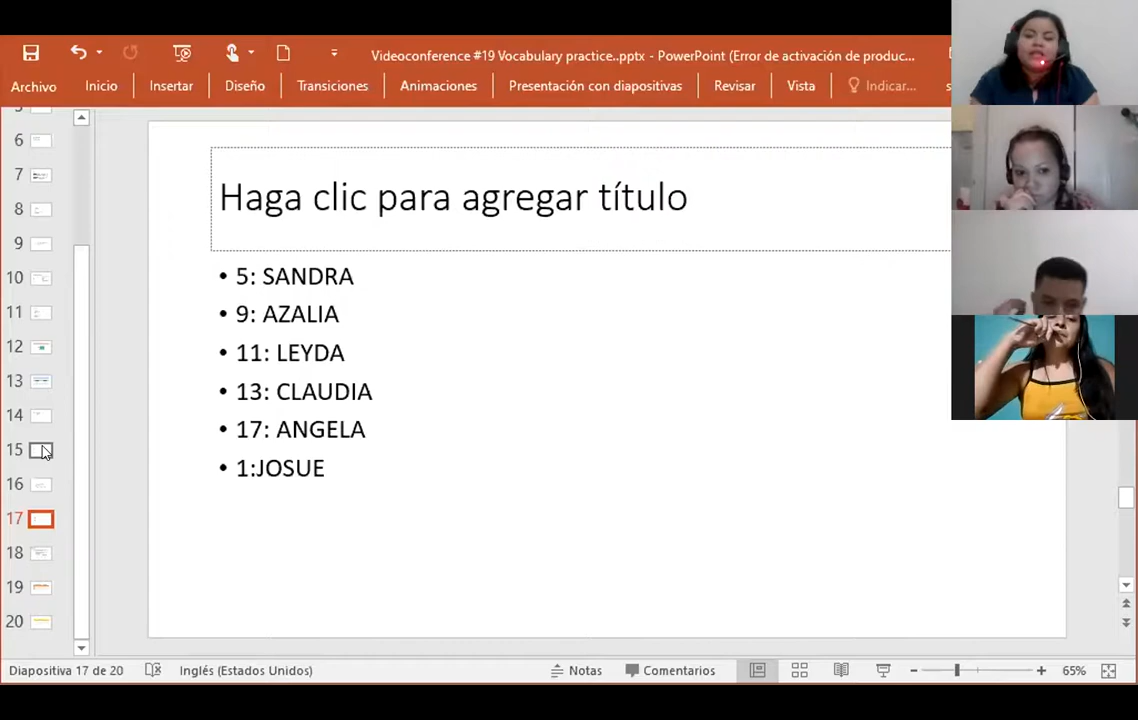 Videoconference #19 Vocabulary practice..pptx - PowerPoint (Error de activación de produc...
Archivo Inicio Insertar Diseño Transiciones Animaciones Presentación con diapositivas Revisar Vista Indicar...
6
7
8
9
10
11
12
13
14
15
16
17
18
19
20
Haga clic para agregar título
• 5: SANDRA
• 9: AZALIA
• 11: LEYDA
• 13: CLAUDIA
• 17: ANGELA
• 1:JOSUE
Diapositiva 17 de 20 Inglés (Estados Unidos) Notas Comentarios 65%